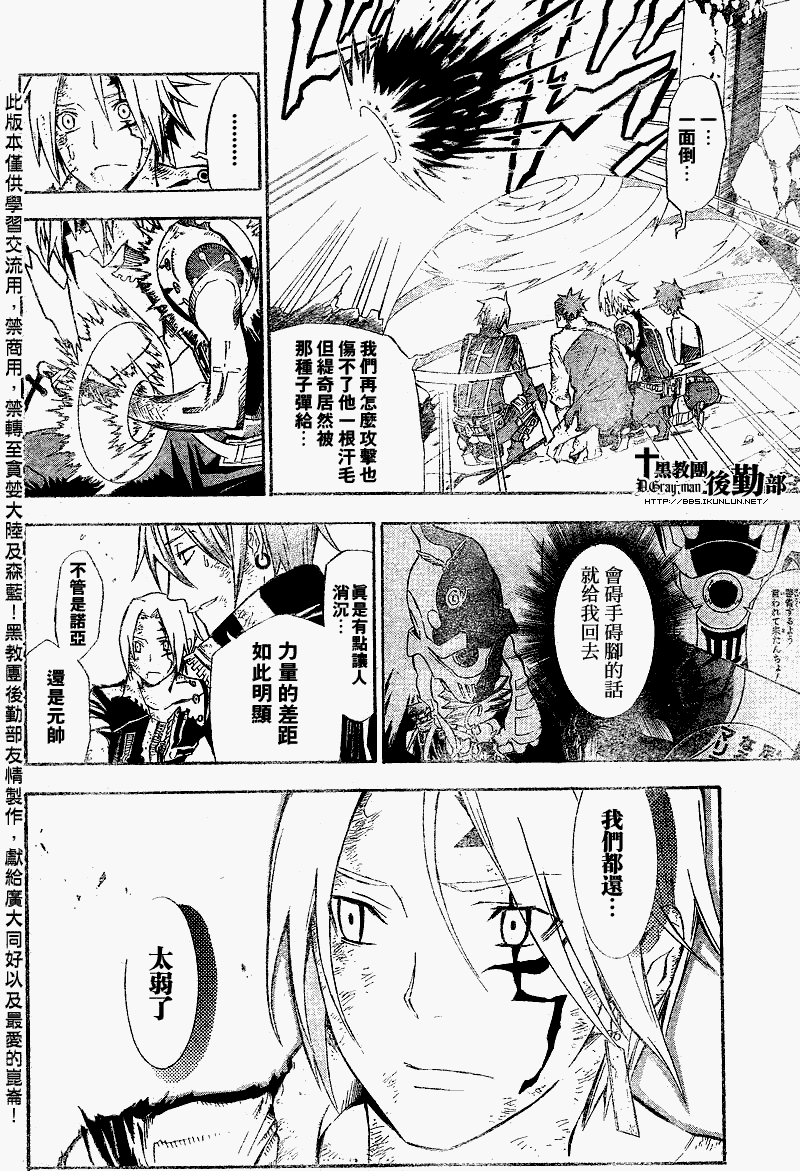 一…
一面倒…
我們再怎麼攻擊也
傷不了他一根汗毛
但緹奇居然被
那種子彈給…
………
黑教團
D.Gray-man
後勤部
HTTP://BBS.IKUNLUN.NET/
會碍手碍腳的話
就给我回去
真是有點讓人
消沉…
力量的差距
如此明顯
不管是諾亞
還是元帥
我們都還…
太弱了
此版本僅供學習交流用，禁商用，禁轉至貪婪大陸及森藍！黑教團後勤部友情製作，獻給廣大同好以及最愛的崑崙！